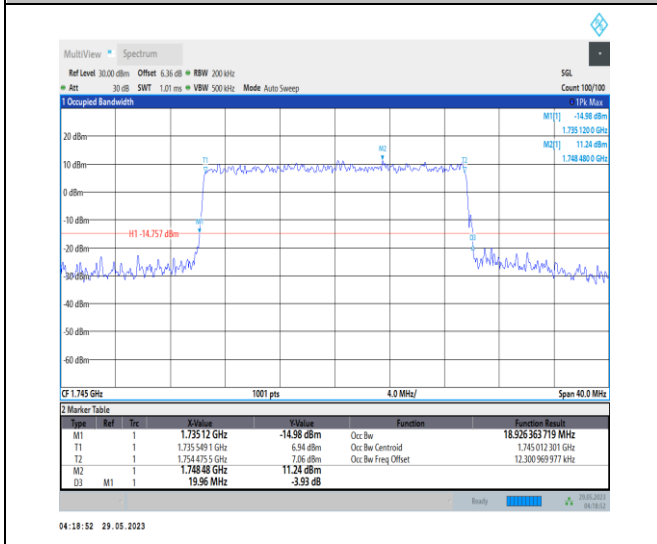 MultiView Spectrum
Ref Level 30.00 dBm Offset 6.36 dB RBW 200 kHz SGL
Att 30 dB SWT 1.01 ms VBW 500 kHz Mode Auto Sweep Count 100/100
1 Occupied Bandwidth 1Pk Max
M1[1] -14.98 dBm
1.735 120 0 GHz
M2[1] 11.24 dBm
1.748 480 0 GHz
20 dBm
M2
T1 T2
10 dBm
0 dBm
-10 dBm
M1
H1 -14.757 dBm
D3
-20 dBm
-30 dBm
-40 dBm
-50 dBm
-60 dBm
CF 1.745 GHz 1001 pts 4.0 MHz/ Span 40.0 MHz
2 Marker Table
Type Ref Trc X-Value Y-Value Function Function Result
M1 1 1.735 12 GHz -14.98 dBm Occ Bw 18.926 363 719 MHz
T1 1 1.735 549 1 GHz 6.94 dBm Occ Bw Centroid 1.745 012 301 GHz
T2 1 1.754 475 5 GHz 7.06 dBm Occ Bw Freq Offset 12.300 969 977 kHz
M2 1 1.748 48 GHz 11.24 dBm
D3 M1 1 19.96 MHz -3.93 dB
Ready 29.05.2023
04:18:52
04:18:52 29.05.2023